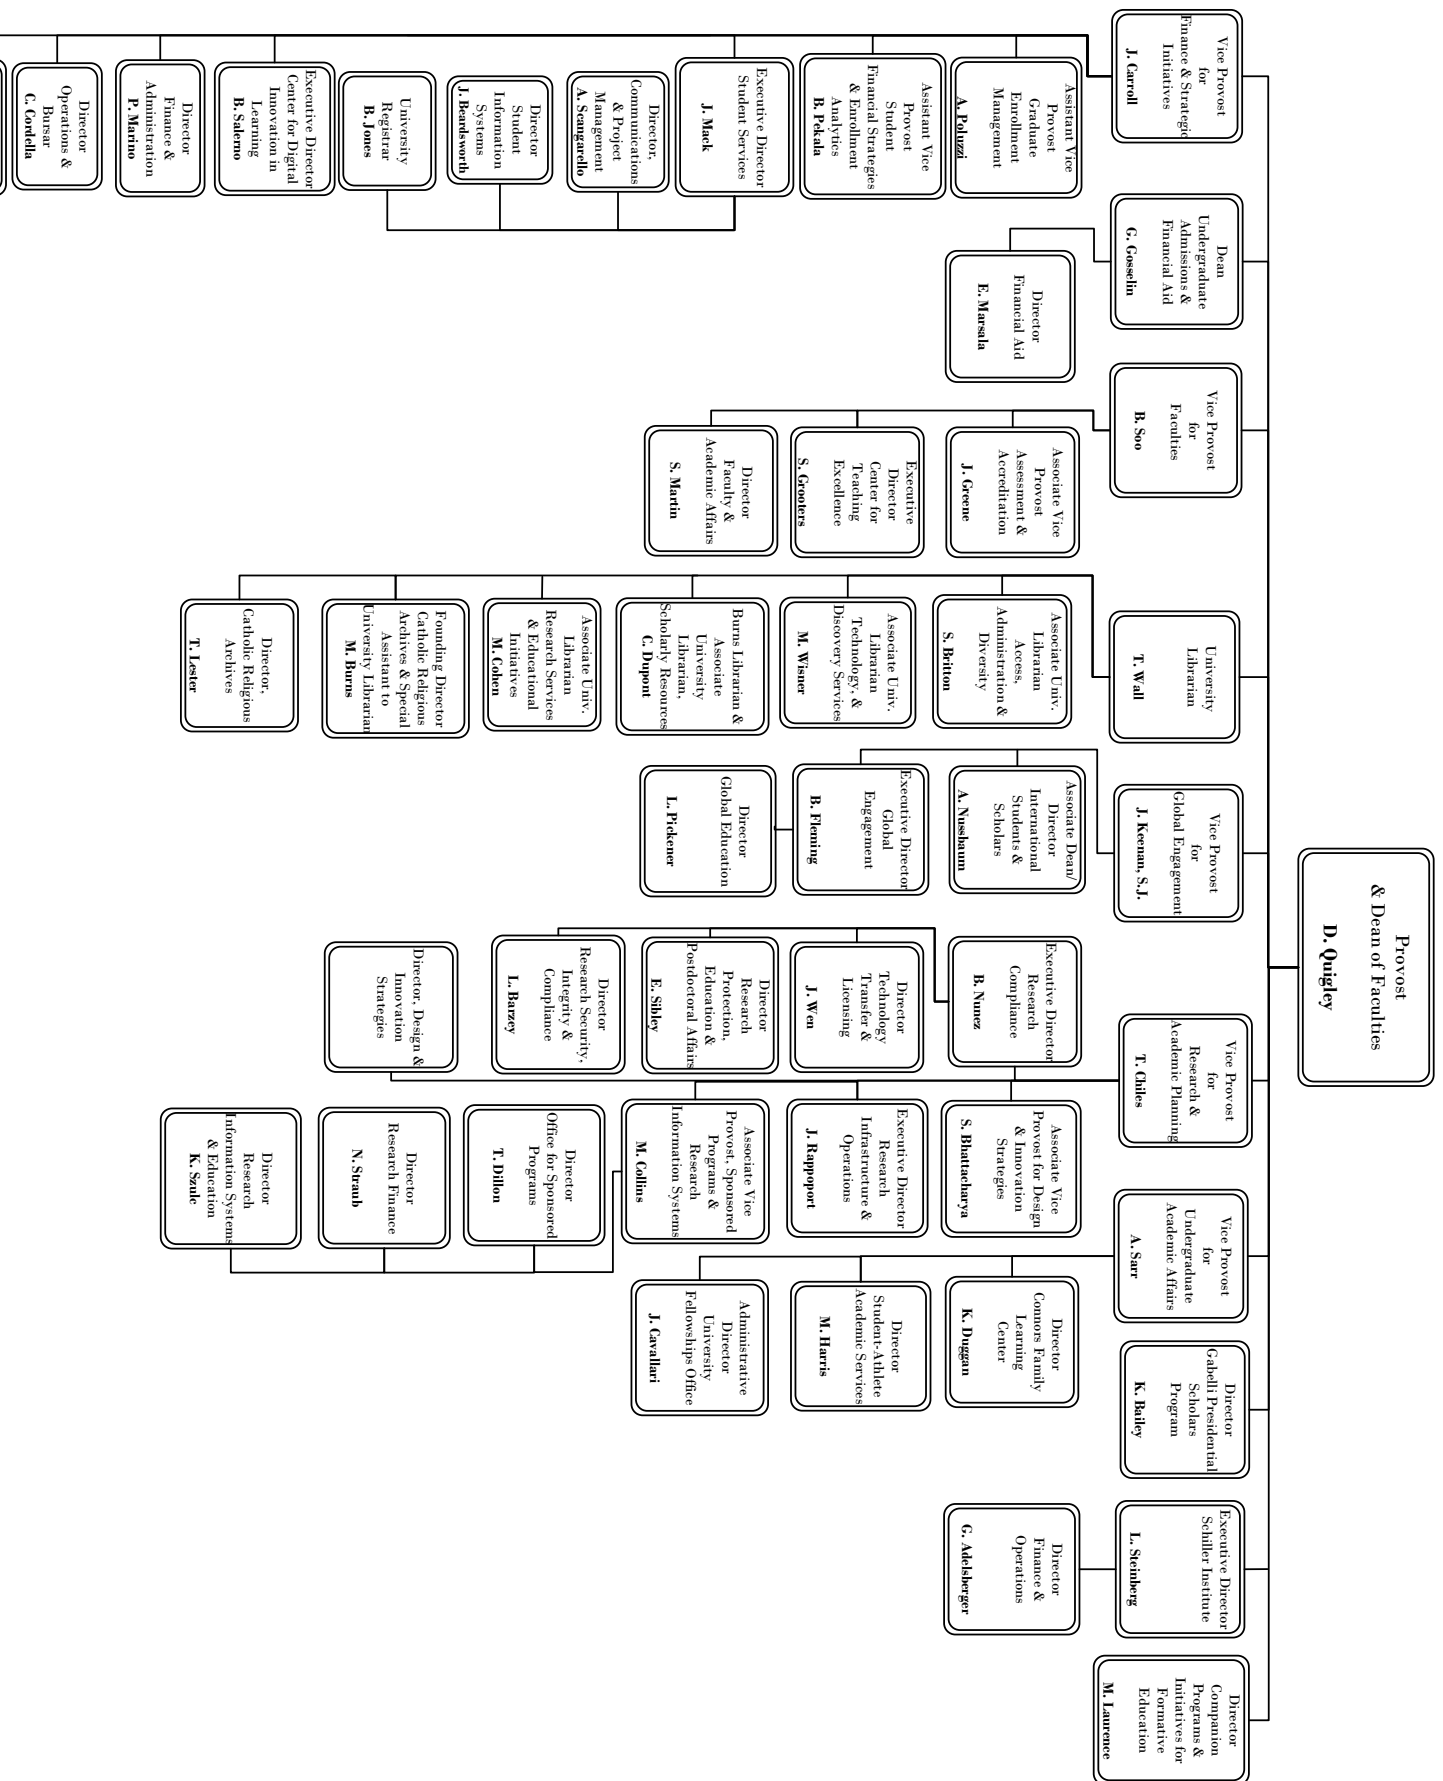 Provost
& Dean of Faculties
D. Quigley
Vice Provost
for
Finance & Strategic
Initiatives
J. Carroll
Assistant Vice
Provost
Graduate
Enrollment
Management
A. Poluzzi
Assistant Vice
Provost
Student
Financial Strategies
& Enrollment
Analytics
B. Pekala
Executive Director
Student Services
J. Mack
Director,
Communications
& Project
Management
A. Scangarello
Director
Student
Information
Systems
J. Beardsworth
University
Registrar
B. Jones
Executive Director
Center for Digital
Innovation in
Learning
B. Salerno
Director
Finance &
Administration
P. Marino
Director
Operations &
Bursar
C. Cordella
Dean
Undergraduate
Admissions &
Financial Aid
G. Gosselin
Director
Financial Aid
E. Marsala
Vice Provost
for
Faculties
B. Soo
Associate Vice
Provost
Assessment &
Accreditation
J. Greene
Executive
Director
Center for
Teaching
Excellence
S. Grooters
Director
Faculty &
Academic Affairs
S. Martin
University
Librarian
T. Wall
Associate Univ.
Librarian
Access,
Administration &
Diversity
S. Britton
Associate Univ.
Librarian
Technology, &
Discovery Services
M. Wisner
Burns Librarian &
Associate
University
Librarian,
Scholarly Resources
C. Dupont
Associate Univ.
Librarian
Research Services
& Educational
Initiatives
M. Cohen
Founding Director
Catholic Religious
Archives & Special
Assistant to
University Librarian
M. Burns
Director,
Catholic Religious
Archives
T. Lester
Vice Provost
for
Global Engagement
J. Keenan, S.J.
Associate Dean/
Director
International
Students &
Scholars
A. Nussbaum
Executive Director
Global
Engagement
B. Fleming
Director
Global Education
L. Pickener
Vice Provost
for
Research &
Academic Planning
T. Chiles
Executive Director
Research
Compliance
B. Nunez
Director
Technology
Transfer &
Licensing
J. Wen
Director
Research
Protection,
Education &
Postdoctoral Affairs
E. Sibley
Director
Research Security,
Integrity &
Compliance
L. Barzey
Director, Design &
Innovation
Strategies
Associate Vice
Provost for Design
& Innovation
Strategies
S. Bhattacharya
Executive Director
Research
Infrastructure &
Operations
J. Rappoport
Associate Vice
Provost, Sponsored
Programs &
Research
Information Systems
M. Collins
Director
Office for Sponsored
Programs
T. Dillon
Director
Research Finance
N. Straub
Director
Research
Information Systems
& Education
K. Szulc
Vice Provost
for
Undergraduate
Academic Affairs
A. Sarr
Director
Connors Family
Learning
Center
K. Duggan
Director
Student-Athlete
Academic Services
M. Harris
Administrative
Director
University
Fellowships Office
J. Cavallari
Director
Gabelli Presidential
Scholars
Program
K. Bailey
Executive Director
Schiller Institute
L. Steinberg
Director
Finance &
Operations
G. Adelsberger
Director
Companion
Programs &
Initiatives for
Formative
Education
M. Laurence